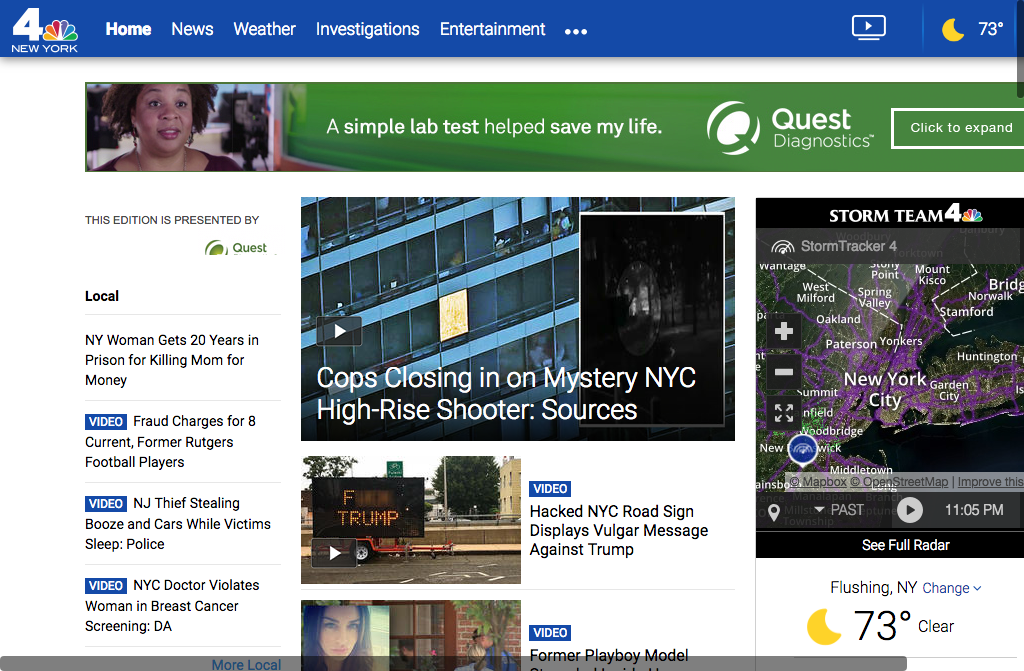 4
NEW YORK
Home News Weather Investigations Entertainment
73°
A simple lab test helped save my life.
Quest
Diagnostics™
Click to expand
THIS EDITION IS PRESENTED BY
Quest
Local
NY Woman Gets 20 Years in
Prison for Killing Mom for
Money
VIDEO Fraud Charges for 8
Current, Former Rutgers
Football Players
VIDEO NJ Thief Stealing
Booze and Cars While Victims
Sleep: Police
VIDEO NYC Doctor Violates
Woman in Breast Cancer
Screening: DA
More Local
Cops Closing in on Mystery NYC
High-Rise Shooter: Sources
F
TRUMP
VIDEO
Hacked NYC Road Sign
Displays Vulgar Message
Against Trump
VIDEO
Former Playboy Model
STORM TEAM 4
StormTracker 4
Danbury
Yorktown
Wantage
Stony
Point
Mount
Kisco
West
Milford
Spring
Valley
Bridg
Norwalk
Stamford
Oakland
Paterson
Yonkers
Huntington
New York
City
Garden
City
Summit
nfield
Woodbridge
New
wick
Middletown
ainsbo
© Mapbox © OpenStreetMap | Improve this
Manalapan
Township
PAST
11:05 PM
See Full Radar
Flushing, NY Change
73° Clear